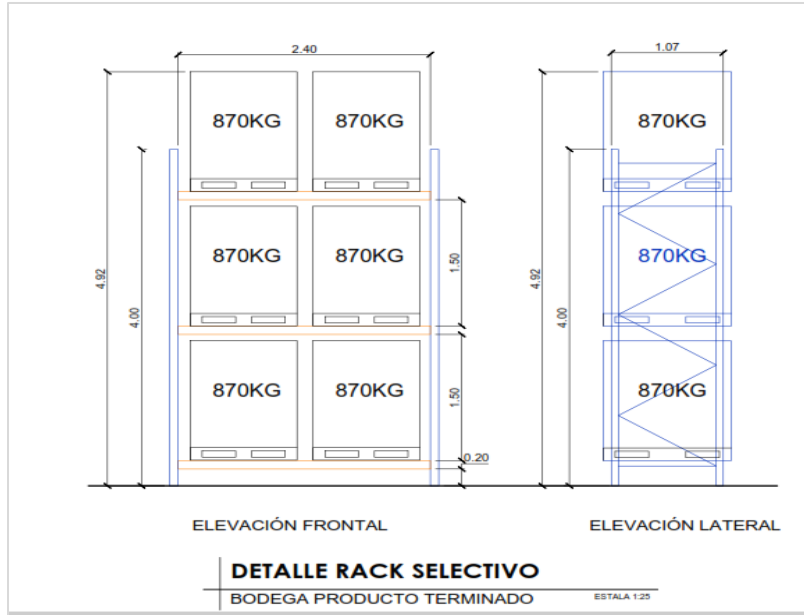 2.40
1.07
870KG 870KG
870KG
4.92
4.00
870KG 870KG
1.50
4.92
4.00
870KG
870KG 870KG
1.50
870KG
0.20
ELEVACIÓN FRONTAL
ELEVACIÓN LATERAL
DETALLE RACK SELECTIVO
BODEGA PRODUCTO TERMINADO
ESTALA 1:25